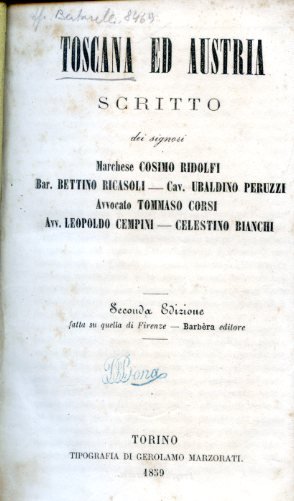 TOSCANA ED AUSTRIA
SCRITTO
dei signori
Marchese COSIMO RIDOLFI
Bar. BETTINO RICASOLI — Cav. UBALDINO PERUZZI
Avvocato TOMMASO CORSI
Avv. LEOPOLDO CEMPINI — CELESTINO BIANCHI
Seconda Edizione
fatta su quella di Firenze — Barbèra editore
TORINO
TIPOGRAFIA DI GEROLAMO MARZORATI.
1859